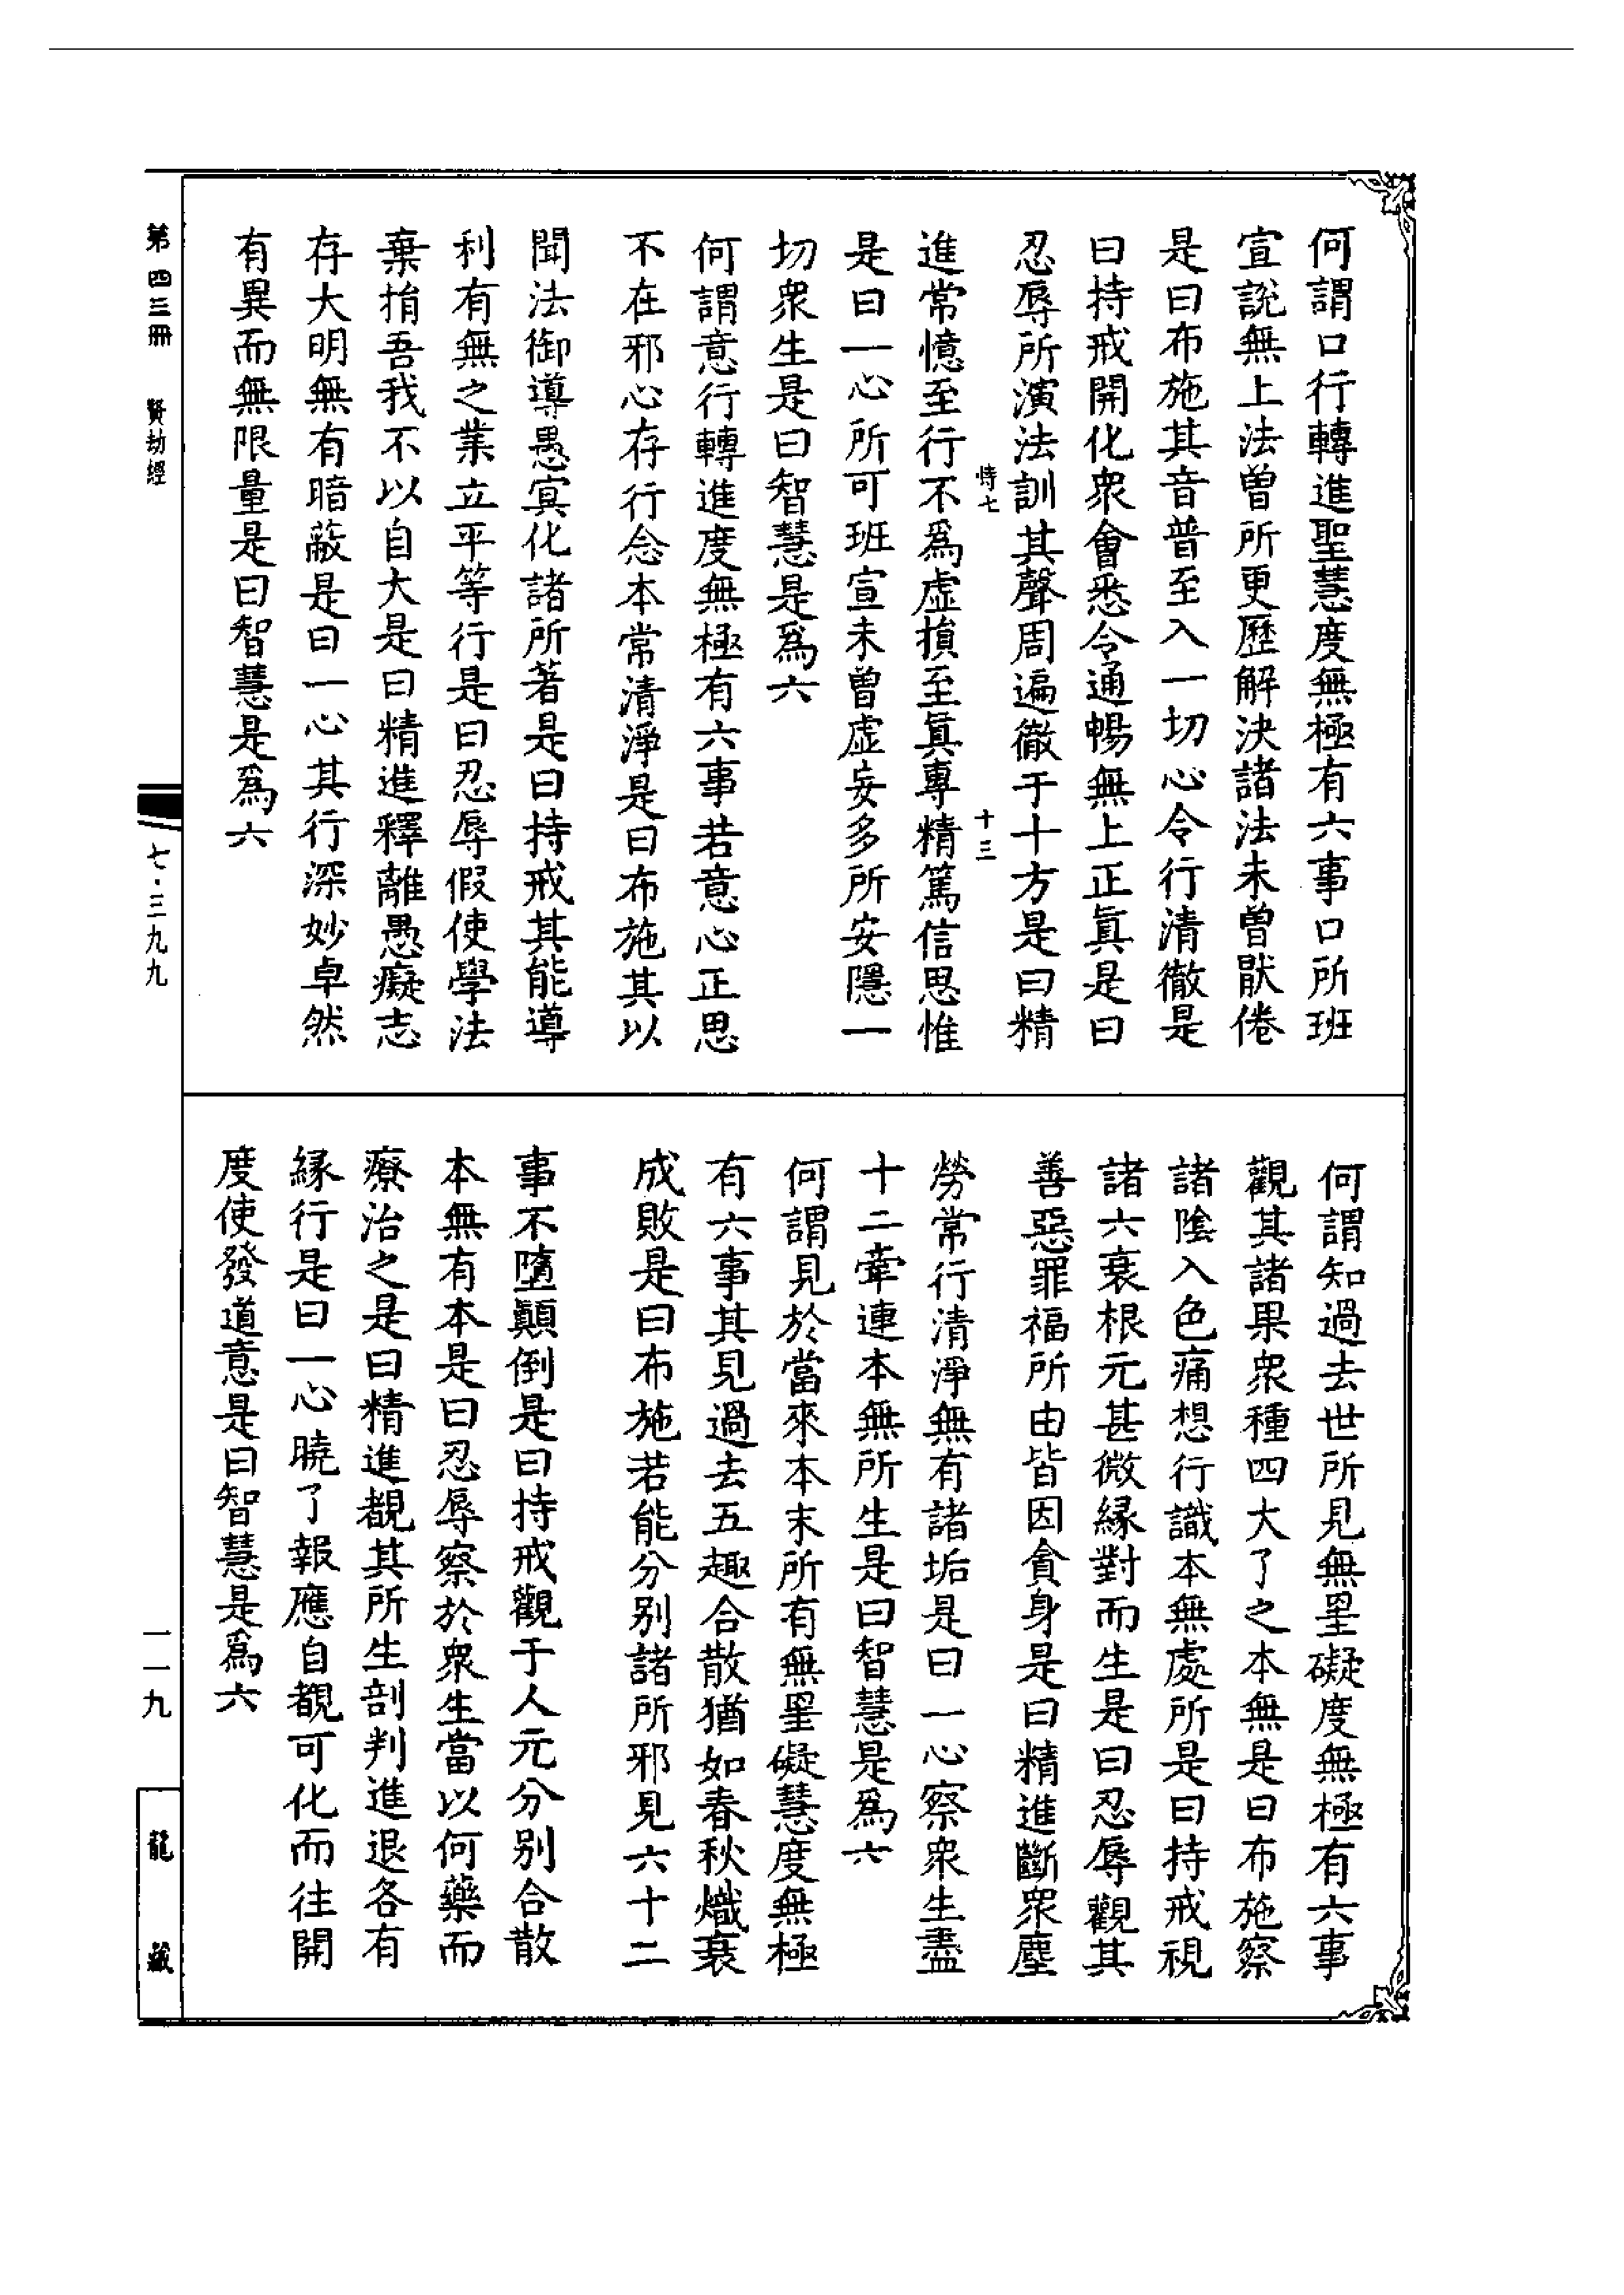 何謂口行轉進聖慧度無極有六事口所班
宣說無上法曾所更歷解決諸法未曾猒倦
是曰布施其音普至入一切心令行清徹是
曰持戒開化衆會悉令通暢無上正眞是曰
忍辱所演法訓其聲周遍徹于十方是曰精
恃七 十三
進常憶至行不爲虛損至眞專精篤信思惟
是曰一心所可班宣未曾虛妄多所安隱一
切衆生是曰智慧是爲六
何謂意行轉進度無極有六事若意心正思
不在邪心存行念本常清淨是曰布施其以
聞法御導愚冥化諸所著是曰持戒其能導
利有無之業立平等行是曰忍辱假使學法
棄捐吾我不以自大是曰精進釋離愚癡志
存大明無有暗蔽是曰一心其行深妙卓然
有異而無限量是曰智慧是爲六
何謂知過去世所見無罣礙度無極有六事
觀其諸果衆種四大了之本無是曰布施察
諸陰入色痛想行識本無處所是曰持戒視
諸六衰根元甚微緣對而生是曰忍辱觀其
善惡罪福所由皆因貪身是曰精進斷衆塵
勞常行清淨無有諸垢是曰一心察衆生盡
十二牽連本無所生是曰智慧是爲六
何謂見於當來本末所有無罣礙慧度無極
有六事其見過去五趣合散猶如春秋熾衰
成敗是曰布施若能分別諸所邪見六十二
事不墮顚倒是曰持戒觀于人元分別合散
本無有本是曰忍辱察於衆生當以何藥而
療治之是曰精進覩其所生剖判進退各有
緣行是曰一心曉了報應自覩可化而往開
度使發道意是曰智慧是爲六
第四三冊 賢劫經
七·三九九
一一九
龍藏